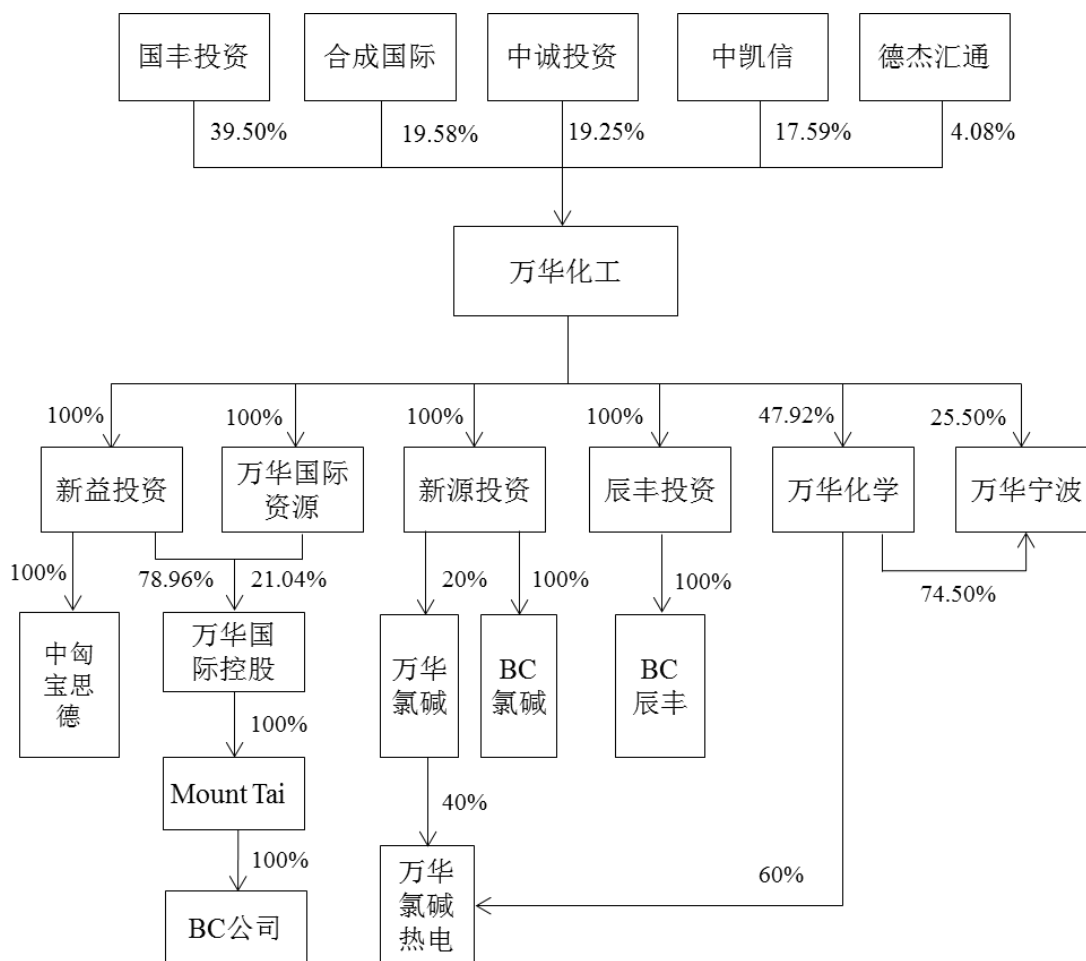 国丰投资
合成国际
中诚投资
中凯信
德杰汇通
39.50%
19.58%
19.25%
17.59%
4.08%
万华化工
100%
100%
100%
100%
47.92%
25.50%
新益投资
万华国际
资源
新源投资
辰丰投资
万华化学
万华宁波
100%
78.96%
21.04%
20%
100%
100%
74.50%
中匈
宝思
德
万华国
际控股
万华
氯碱
BC
氯碱
BC
辰丰
100%
Mount Tai
40%
100%
BC公司
万华
氯碱
热电
60%